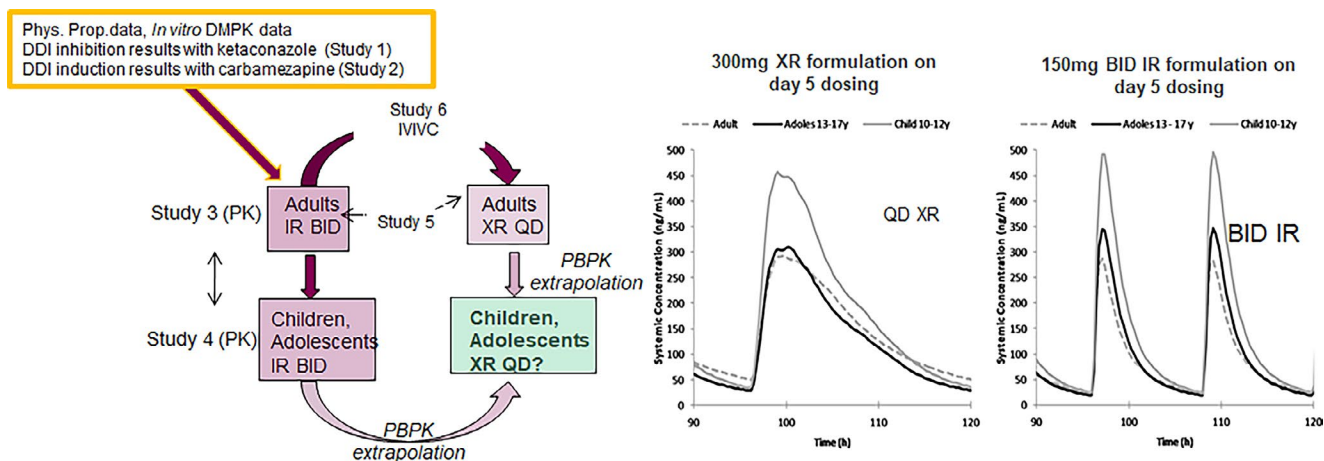 Phys. Prop.data, In vitro DMPK data
DDI inhibition results with ketaconazole (Study 1)
DDI induction results with carbamezapine (Study 2)
Study 6
IVIVC
Study 3 (PK)
Adults
IR BID
Study 5
Adults
XR QD
PBPK
extrapolation
Study 4 (PK)
Children,
Adolescents
IR BID
Children,
Adolescents
XR QD?
PBPK
extrapolation
300mg XR formulation on
day 5 dosing
Adult Adoles 13-17y Child 10-12y
Systemic Concentration (ng/mL)
500
450
400
350
300
250
200
150
100
50
0
QD XR
90 100 110 120
Time (h)
150mg BID IR formulation on
day 5 dosing
Adult Adoles 13 - 17y Child 10-12y
Systemic Concentration (ng/mL)
500
450
400
350
300
250
200
150
100
50
0
BID IR
90 100 110 120
Time (h)